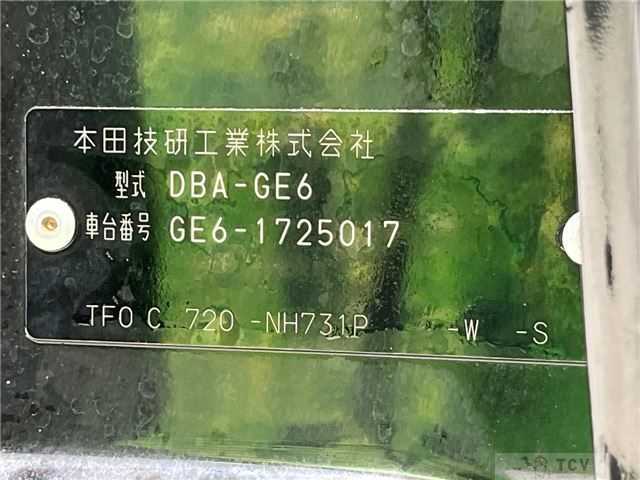 本田技研工業株式会社
型式 DBA-GE6
車台番号 GE6-1725017
TF0 C 720 -NH731P -W -S
TCV